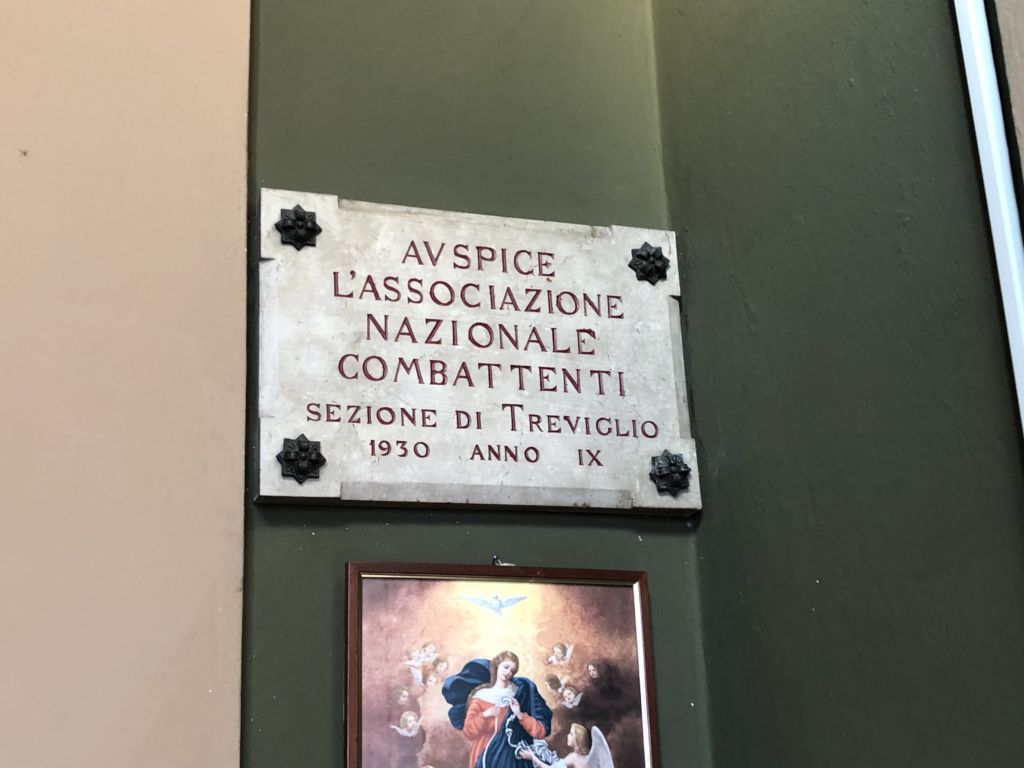 AVSPICE
L'ASSOCIAZIONE
NAZIONALE
COMBATTENTI
SEZIONE DI TREVIGLIO
1930 ANNO IX